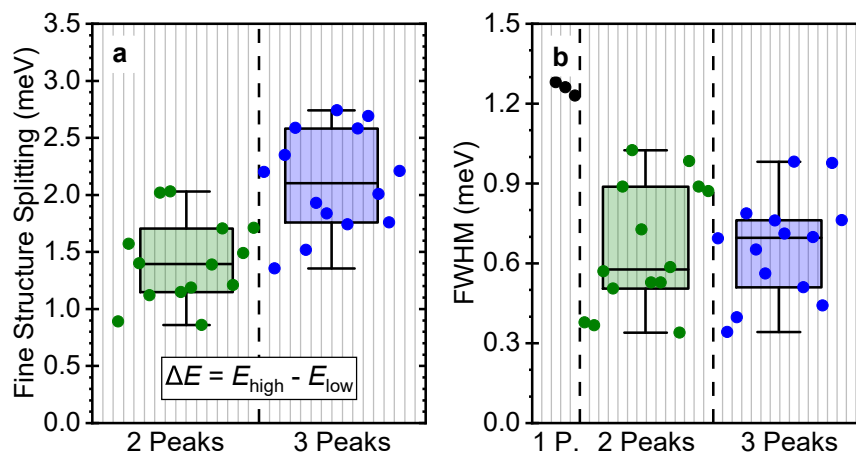 a
Fine Structure Splitting (meV)
3.5
3.0
2.5
2.0
1.5
1.0
0.5
0.0
ΔE = E_high - E_low
2 Peaks 3 Peaks
b
FWHM (meV)
1.5
1.2
0.9
0.6
0.3
0.0
1 P. 2 Peaks 3 Peaks